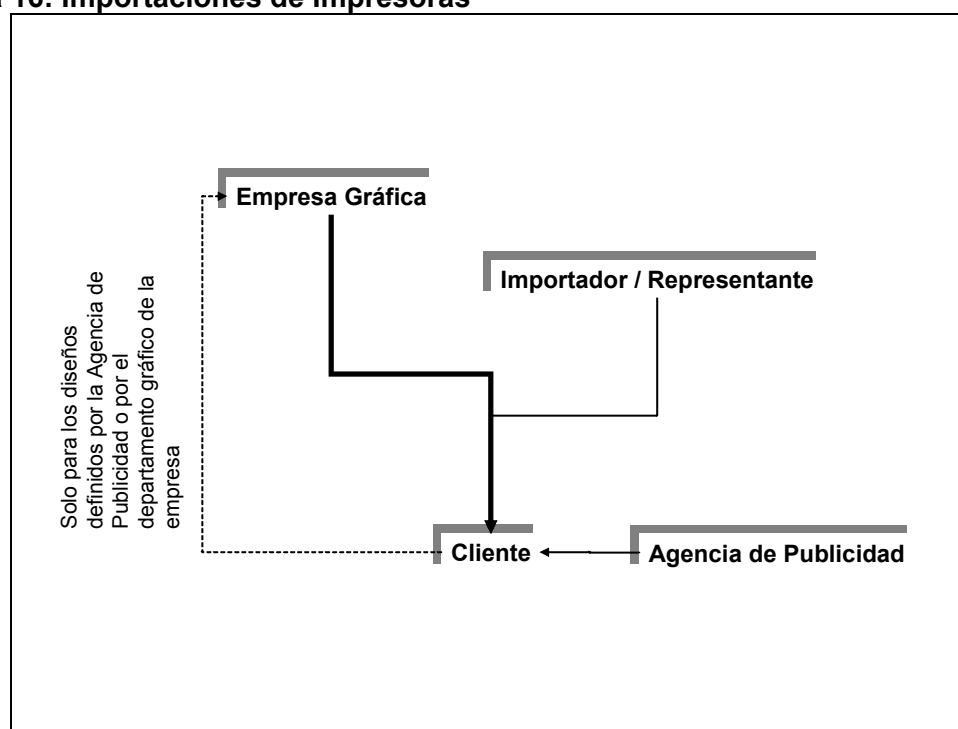 16: Importaciones de Impresoras
Empresa Gráfica
Importador / Representante
Solo para los diseños
definidos por la Agencia de
Publicidad o por el
departamento gráfico de la
empresa
Cliente
Agencia de Publicidad